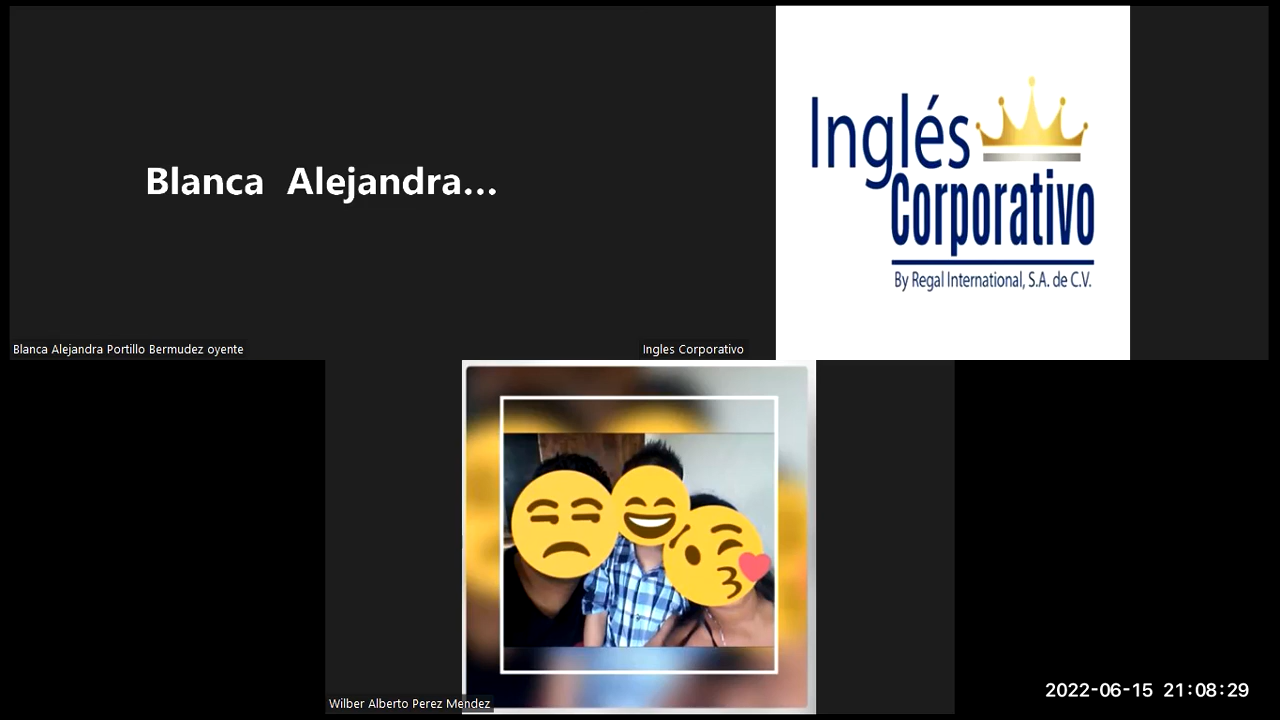 Blanca Alejandra...
Inglés
Corporativo
By Regal International, S.A. de C.V.
Blanca Alejandra Portillo Bermudez oyente
Ingles Corporativo
Wilber Alberto Perez Mendez
2022-06-15 21:08:29